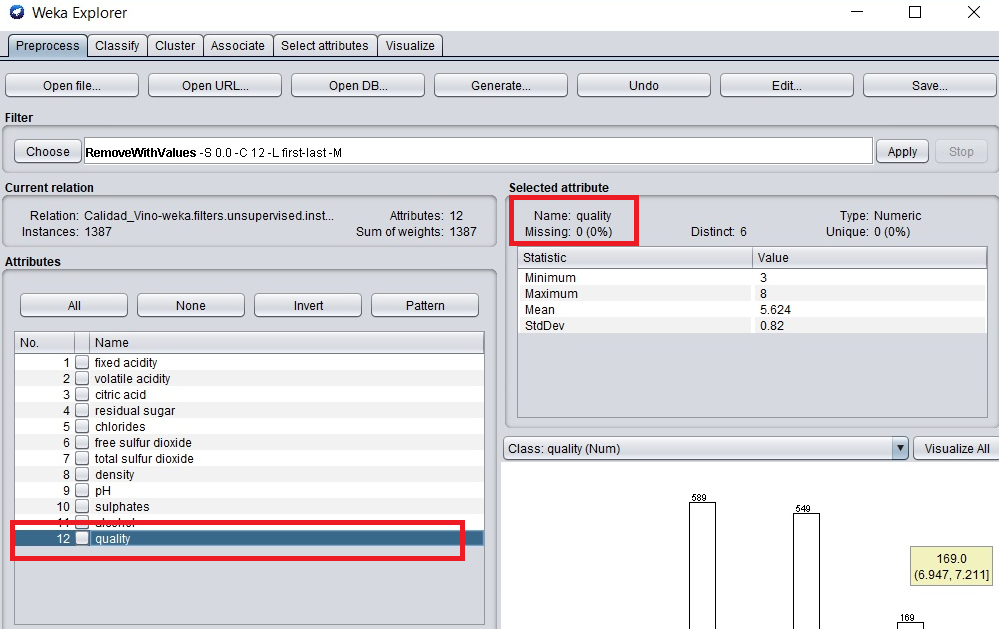 Weka Explorer
Preprocess Classify Cluster Associate Select attributes Visualize
Open file... Open URL... Open DB... Generate... Undo Edit... Save...
Filter
Choose RemoveWithValues -S 0.0 -C 12 -L first-last -M Apply Stop
Current relation
Relation: Calidad_Vino-weka.filters.unsupervised.inst... Attributes: 12
Instances: 1387 Sum of weights: 1387
Attributes
All None Invert Pattern
No. Name
1 fixed acidity
2 volatile acidity
3 citric acid
4 residual sugar
5 chlorides
6 free sulfur dioxide
7 total sulfur dioxide
8 density
9 pH
10 sulphates
11 alcohol
12 quality
Selected attribute
Name: quality Type: Numeric
Missing: 0 (0%) Distinct: 6 Unique: 0 (0%)
Statistic Value
Minimum 3
Maximum 8
Mean 5.624
StdDev 0.82
Class: quality (Num) Visualize All
589
549
169.0
(6.947, 7.211]
169